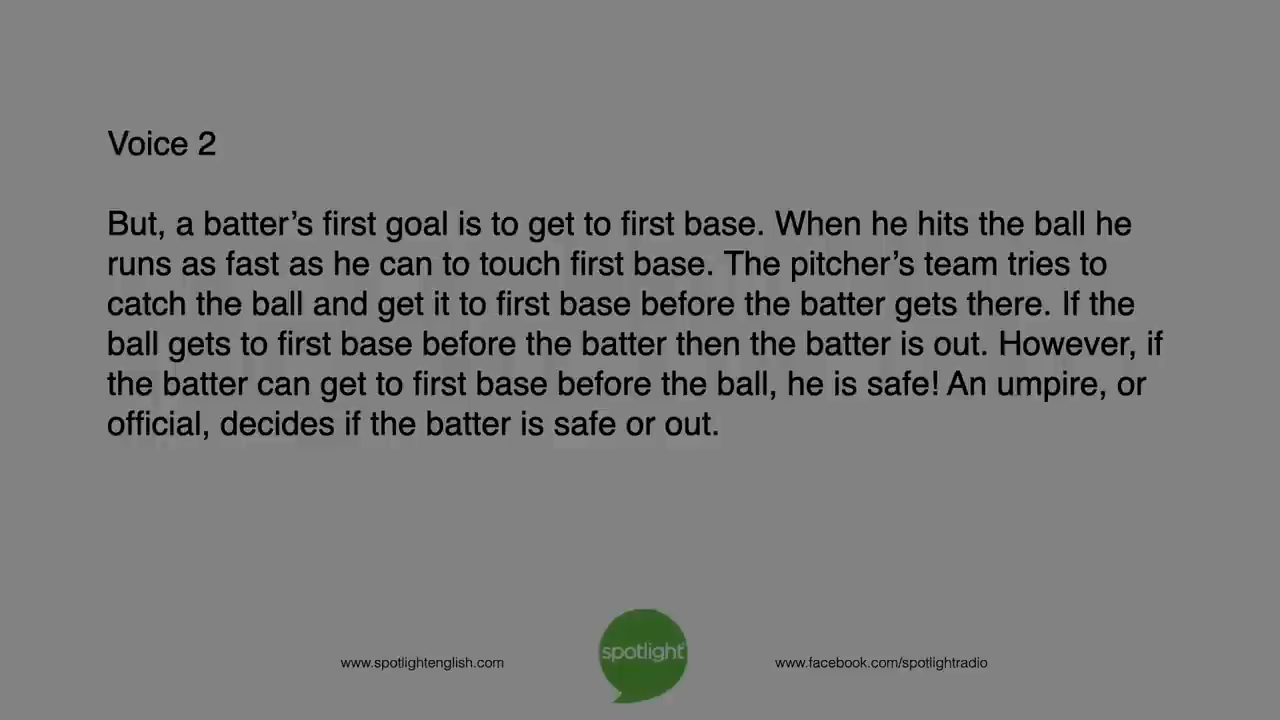 Voice 2
But, a batter’s first goal is to get to first base. When he hits the ball he
runs as fast as he can to touch first base. The pitcher’s team tries to
catch the ball and get it to first base before the batter gets there. If the
ball gets to first base before the batter then the batter is out. However, if
the batter can get to first base before the ball, he is safe! An umpire, or
official, decides if the batter is safe or out.
www.spotlightenglish.com
spotlight
www.facebook.com/spotlightradio